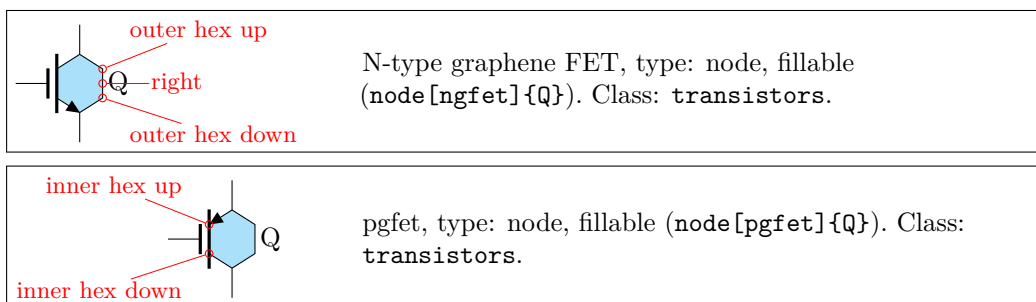 outer hex up
Q
right
outer hex down
N-type graphene FET, type: node, fillable
(node[ngfet]{Q}). Class: transistors.
inner hex up
Q
inner hex down
pgfet, type: node, fillable (node[pgfet]{Q}). Class:
transistors.